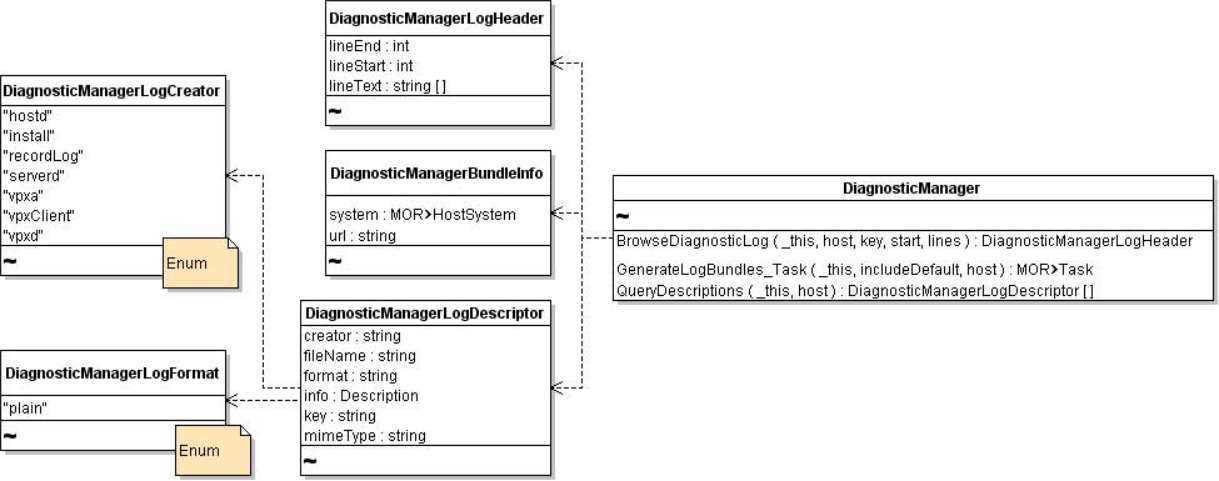 DiagnosticManagerLogHeader
lineEnd : int
lineStart : int
lineText : string [ ]
~
DiagnosticManagerLogCreator
"hostd"
"install"
"recordLog"
"serverd"
"vpxa"
"vpxClient"
"vpxd"
~
Enum
DiagnosticManagerBundleInfo
system : MOR>HostSystem
url : string
~
DiagnosticManager
~
BrowseDiagnosticLog ( _this, host, key, start, lines ) : DiagnosticManagerLogHeader
GenerateLogBundles_Task ( _this, includeDefault, host ) : MOR>Task
QueryDescriptions ( _this, host ) : DiagnosticManagerLogDescriptor [ ]
DiagnosticManagerLogDescriptor
creator : string
fileName : string
format : string
info : Description
key : string
mimeType : string
~
DiagnosticManagerLogFormat
"plain"
~
Enum